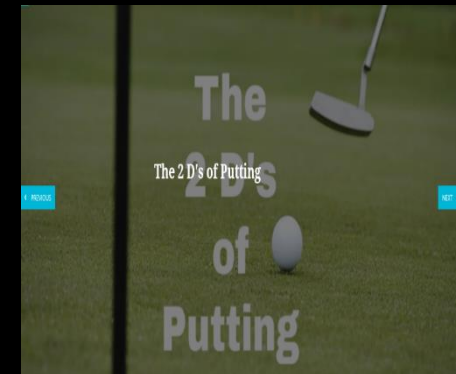 The
2 D's
of
Putting
The 2 D's of Putting
PREVIOUS
NEXT